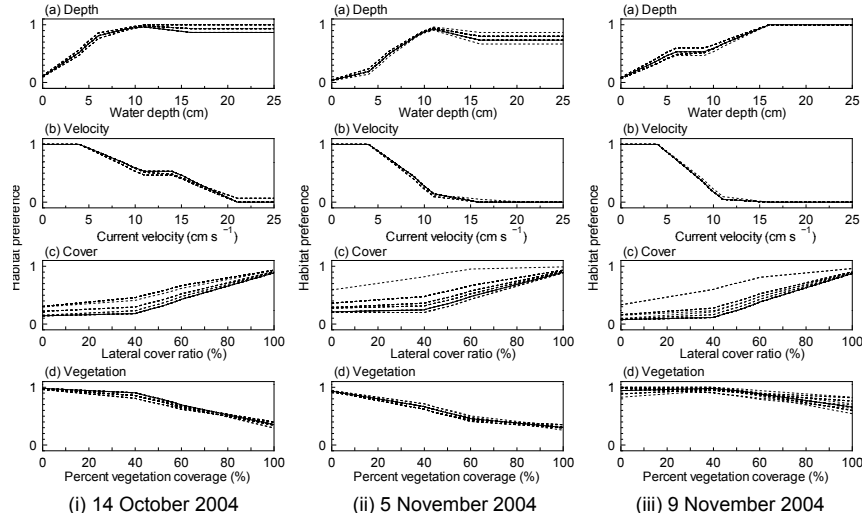 (a) Depth
1
0
0 5 10 15 20 25
Water depth (cm)
(b) Velocity
1
0
0 5 10 15 20 25
Current velocity (cm s −1)
(c) Cover
1
0
0 20 40 60 80 100
Lateral cover ratio (%)
(d) Vegetation
1
0
0 20 40 60 80 100
Percent vegetation coverage (%)
Habitat preference
(i) 14 October 2004
(a) Depth
1
0
0 5 10 15 20 25
Water depth (cm)
(b) Velocity
1
0
0 5 10 15 20 25
Current velocity (cm s −1)
(c) Cover
1
0
0 20 40 60 80 100
Lateral cover ratio (%)
(d) Vegetation
1
0
0 20 40 60 80 100
Percent vegetation coverage (%)
Habitat preference
(ii) 5 November 2004
(a) Depth
1
0
0 5 10 15 20 25
Water depth (cm)
(b) Velocity
1
0
0 5 10 15 20 25
Current velocity (cm s −1)
(c) Cover
1
0
0 20 40 60 80 100
Lateral cover ratio (%)
(d) Vegetation
1
0
0 20 40 60 80 100
Percent vegetation coverage (%)
Habitat preference
(iii) 9 November 2004